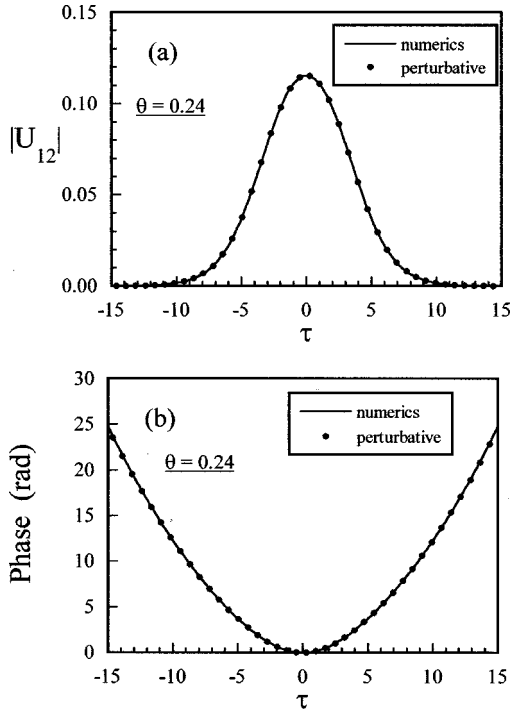 0.15
(a)
numerics
perturbative
0.10
θ = 0.24
|U12|
0.05
0.00
-15 -10 -5 0 5 10 15
τ
30
(b)
numerics
perturbative
25
θ = 0.24
20
Phase (rad)
15
10
5
0
-15 -10 -5 0 5 10 15
τ